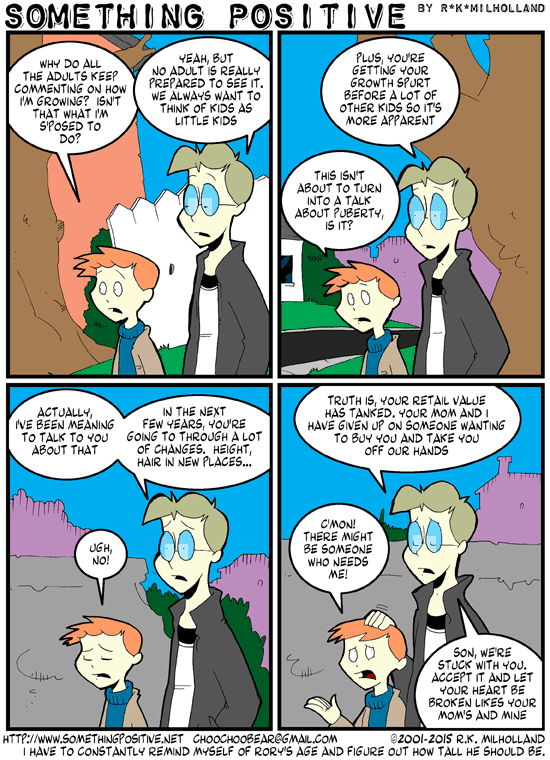 SOMETHING POSITIVE BY R*K*MILHOLLAND
WHY DO ALL
THE ADULTS KEEP
COMMENTING ON HOW
I'M GROWING? ISN'T
THAT WHAT I'M
S'POSED TO
DO?
YEAH, BUT
NO ADULT IS REALLY
PREPARED TO SEE IT.
WE ALWAYS WANT TO
THINK OF KIDS AS
LITTLE KIDS
PLUS, YOU'RE
GETTING YOUR
GROWTH SPURT
BEFORE A LOT OF
OTHER KIDS SO IT'S
MORE APPARENT
THIS ISN'T
ABOUT TO TURN
INTO A TALK
ABOUT PUBERTY,
IS IT?
ACTUALLY,
I'VE BEEN MEANING
TO TALK TO YOU
ABOUT THAT
IN THE NEXT
FEW YEARS, YOU'RE
GOING TO THROUGH A LOT
OF CHANGES. HEIGHT,
HAIR IN NEW PLACES...
UGH,
NO!
TRUTH IS, YOUR RETAIL VALUE
HAS TANKED. YOUR MOM AND I
HAVE GIVEN UP ON SOMEONE WANTING
TO BUY YOU AND TAKE YOU
OFF OUR HANDS
C'MON!
THERE MIGHT
BE SOMEONE
WHO NEEDS
ME!
SON, WE'RE
STUCK WITH YOU.
ACCEPT IT AND LET
YOUR HEART BE
BROKEN LIKES YOUR
MOM'S AND MINE
HTTP://WWW.SOMETHINGPOSITIVE.NET CHOOCHOOBEAR@GMAIL.COM ©2001-2015 R.K. MILHOLLAND
I HAVE TO CONSTANTLY REMIND MYSELF OF RORY'S AGE AND FIGURE OUT HOW TALL HE SHOULD BE.